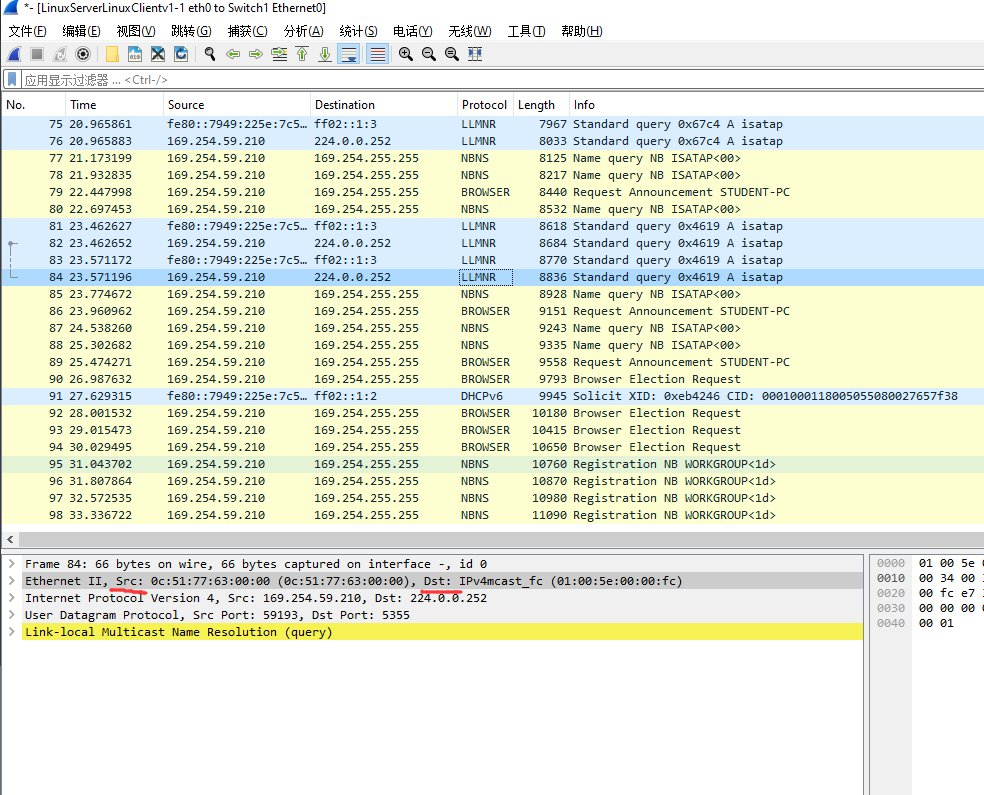 *- [LinuxServerLinuxClientv1-1 eth0 to Switch1 Ethernet0]
文件(F) 编辑(E) 视图(V) 跳转(G) 捕获(C) 分析(A) 统计(S) 电话(Y) 无线(W) 工具(T) 帮助(H)
应用显示过滤器 … <Ctrl-/>
No. Time Source Destination Protocol Length Info
75 20.965861 fe80::7949:225e:7c5… ff02::1:3 LLMNR 7967 Standard query 0x67c4 A isatap
76 20.965883 169.254.59.210 224.0.0.252 LLMNR 8033 Standard query 0x67c4 A isatap
77 21.173199 169.254.59.210 169.254.255.255 NBNS 8125 Name query NB ISATAP<00>
78 21.932835 169.254.59.210 169.254.255.255 NBNS 8217 Name query NB ISATAP<00>
79 22.447998 169.254.59.210 169.254.255.255 BROWSER 8440 Request Announcement STUDENT-PC
80 22.697453 169.254.59.210 169.254.255.255 NBNS 8532 Name query NB ISATAP<00>
81 23.462627 fe80::7949:225e:7c5… ff02::1:3 LLMNR 8618 Standard query 0x4619 A isatap
82 23.462652 169.254.59.210 224.0.0.252 LLMNR 8684 Standard query 0x4619 A isatap
83 23.571172 fe80::7949:225e:7c5… ff02::1:3 LLMNR 8770 Standard query 0x4619 A isatap
84 23.571196 169.254.59.210 224.0.0.252 LLMNR 8836 Standard query 0x4619 A isatap
85 23.774672 169.254.59.210 169.254.255.255 NBNS 8928 Name query NB ISATAP<00>
86 23.960962 169.254.59.210 169.254.255.255 BROWSER 9151 Request Announcement STUDENT-PC
87 24.538260 169.254.59.210 169.254.255.255 NBNS 9243 Name query NB ISATAP<00>
88 25.302682 169.254.59.210 169.254.255.255 NBNS 9335 Name query NB ISATAP<00>
89 25.474271 169.254.59.210 169.254.255.255 BROWSER 9558 Request Announcement STUDENT-PC
90 26.987632 169.254.59.210 169.254.255.255 BROWSER 9793 Browser Election Request
91 27.629315 fe80::7949:225e:7c5… ff02::1:2 DHCPv6 9945 Solicit XID: 0xeb4246 CID: 0001000118005055080027657f38
92 28.001532 169.254.59.210 169.254.255.255 BROWSER 10180 Browser Election Request
93 29.015473 169.254.59.210 169.254.255.255 BROWSER 10415 Browser Election Request
94 30.029495 169.254.59.210 169.254.255.255 BROWSER 10650 Browser Election Request
95 31.043702 169.254.59.210 169.254.255.255 NBNS 10760 Registration NB WORKGROUP<1d>
96 31.807864 169.254.59.210 169.254.255.255 NBNS 10870 Registration NB WORKGROUP<1d>
97 32.572535 169.254.59.210 169.254.255.255 NBNS 10980 Registration NB WORKGROUP<1d>
98 33.336722 169.254.59.210 169.254.255.255 NBNS 11090 Registration NB WORKGROUP<1d>
Frame 84: 66 bytes on wire, 66 bytes captured on interface -, id 0
Ethernet II, Src: 0c:51:77:63:00:00 (0c:51:77:63:00:00), Dst: IPv4mcast_fc (01:00:5e:00:00:fc)
Internet Protocol Version 4, Src: 169.254.59.210, Dst: 224.0.0.252
User Datagram Protocol, Src Port: 59193, Dst Port: 5355
Link-local Multicast Name Resolution (query)
0000 01 00 5e
0010 00 34 00
0020 00 fc e7
0030 00 00 00
0040 00 01